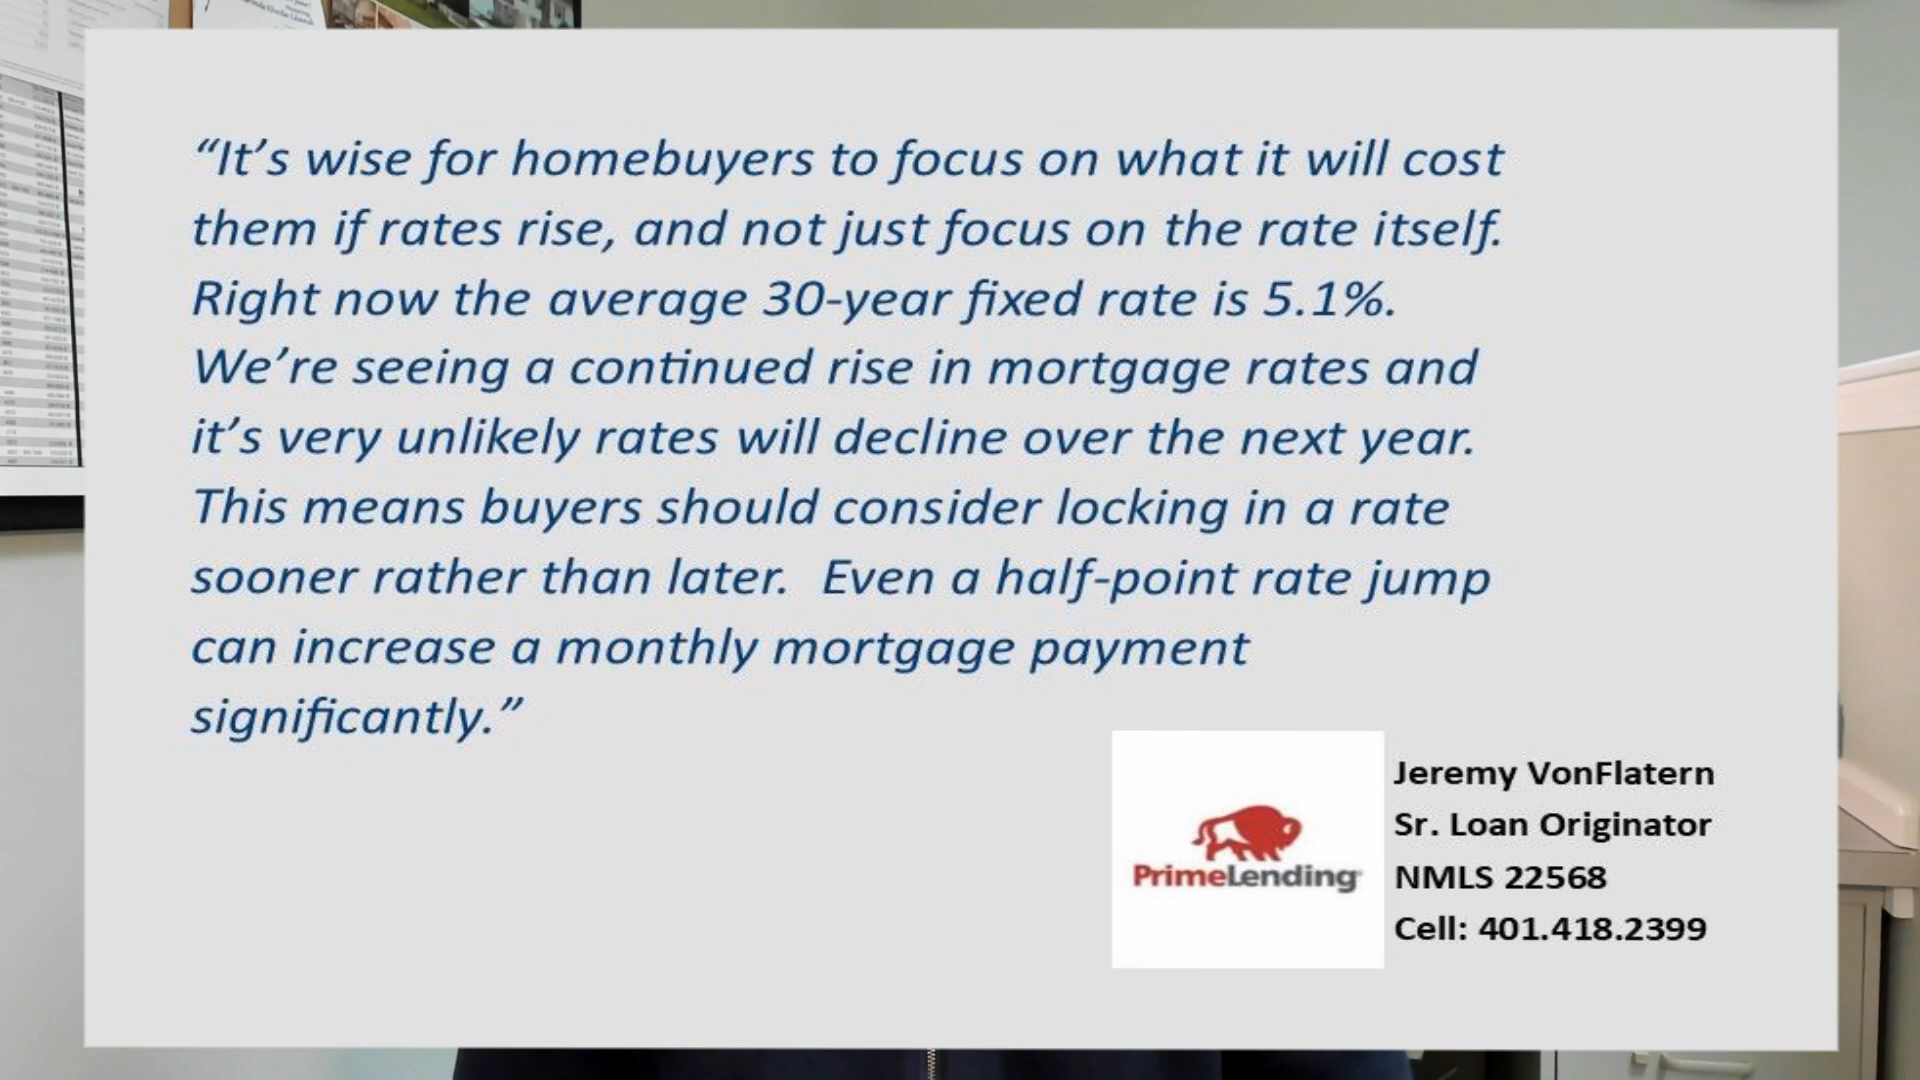 “It’s wise for homebuyers to focus on what it will cost
them if rates rise, and not just focus on the rate itself.
Right now the average 30-year fixed rate is 5.1%.
We’re seeing a continued rise in mortgage rates and
it’s very unlikely rates will decline over the next year.
This means buyers should consider locking in a rate
sooner rather than later.  Even a half-point rate jump
can increase a monthly mortgage payment
significantly.”
PrimeLending
Jeremy VonFlatern
Sr. Loan Originator
NMLS 22568
Cell: 401.418.2399